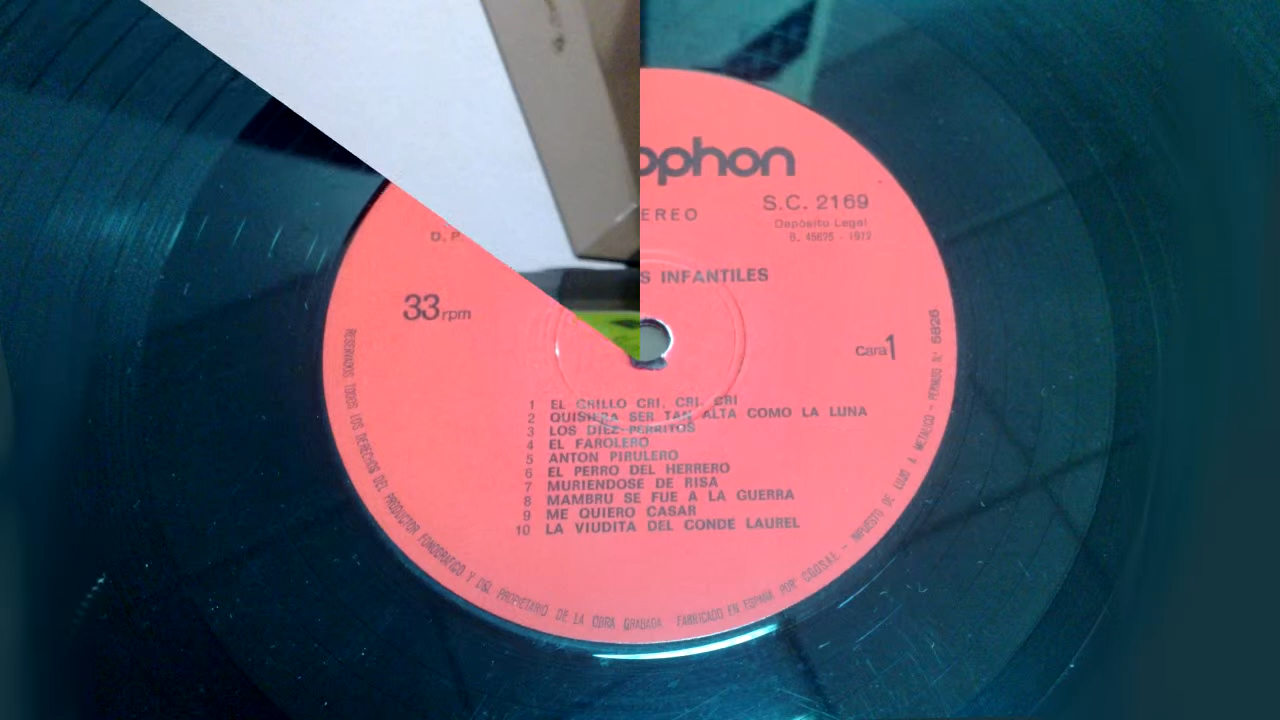 ophon
EREO
S.C. 2169
Depósito Legal
B. 45625 - 1972
D. P.
S INFANTILES
33 rpm
Cara 1
1 EL GRILLO CRI, CRI, CRI
2 QUISIERA SER TAN ALTA COMO LA LUNA
3 LOS DIEZ PERRITOS
4 EL FAROLERO
5 ANTON PIRULERO
6 EL PERRO DEL HERRERO
7 MURIENDOSE DE RISA
8 MAMBRU SE FUE A LA GUERRA
9 ME QUIERO CASAR
10 LA VIUDITA DEL CONDE LAUREL
RESERVADOS TODOS LOS DERECHOS DEL PRODUCTOR FONOGRAFICO Y DEL PROPIETARIO DE LA OBRA GRABADA FABRICADO EN ESPAÑA POR C.Q.D.S.A.E. - IMPUESTO DE LUJO A METALICO - PERMISO N.º 5826